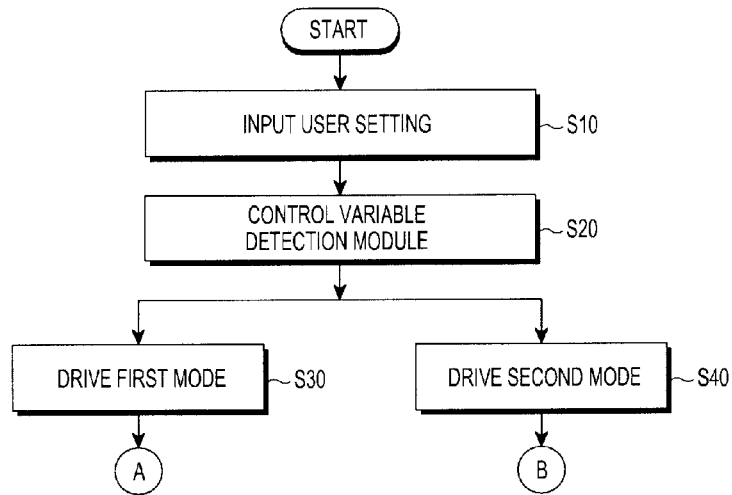 START
INPUT USER SETTING
S10
CONTROL VARIABLE
DETECTION MODULE
S20
DRIVE FIRST MODE
S30
DRIVE SECOND MODE
S40
A
B